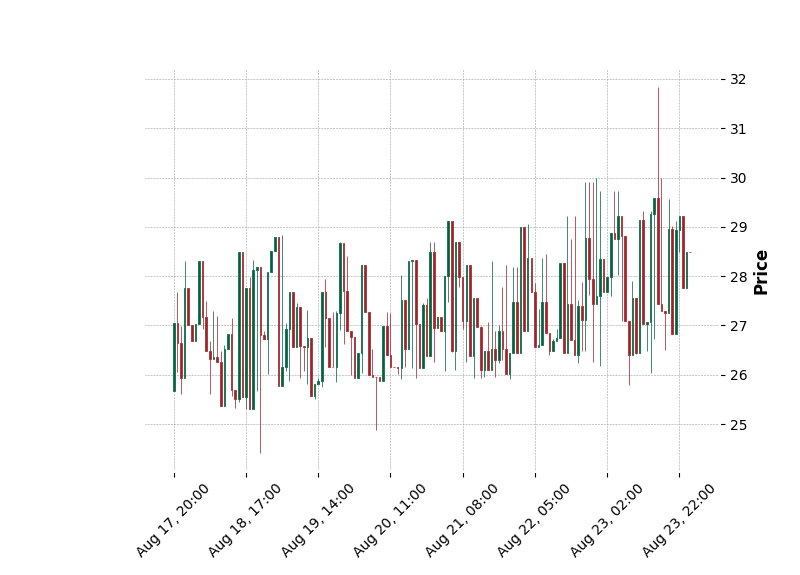 32
31
30
29
28
27
26
25
Price
Aug 17, 20:00
Aug 18, 17:00
Aug 19, 14:00
Aug 20, 11:00
Aug 21, 08:00
Aug 22, 05:00
Aug 23, 02:00
Aug 23, 22:00